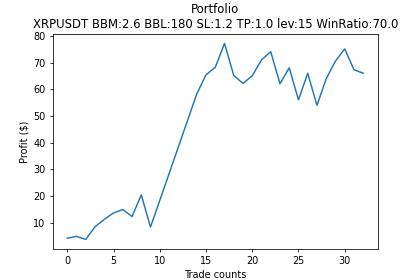 Portfolio
XRPUSDT BBM:2.6 BBL:180 SL:1.2 TP:1.0 lev:15 WinRatio:70.0
80
70
60
50
40
30
20
10
Profit ($)
0 5 10 15 20 25 30
Trade counts